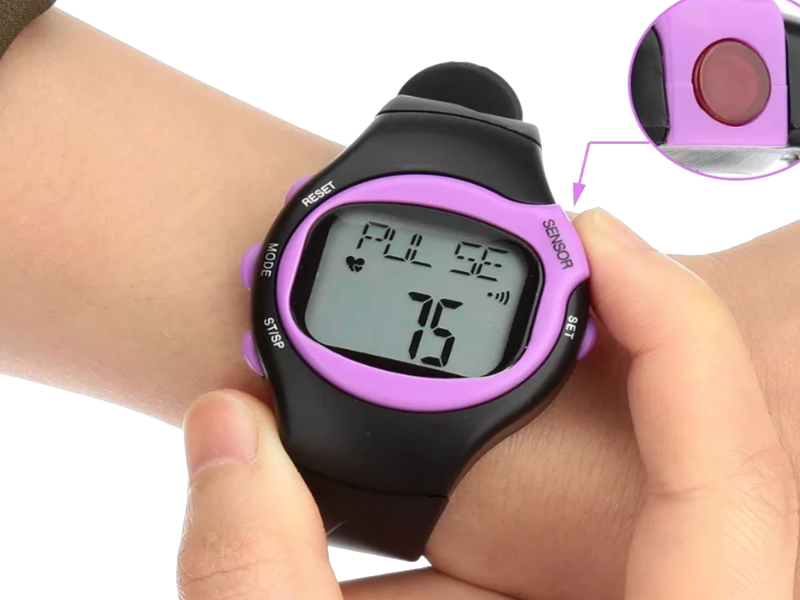 RESET
SENSOR
MODE
PULSE
75
ST/SP
SET